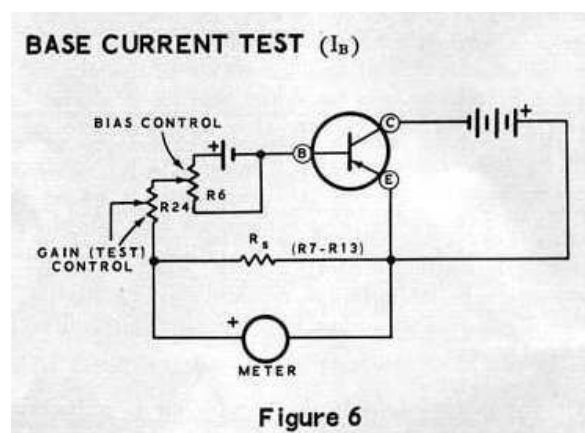 BASE CURRENT TEST (IB)
BIAS CONTROL
+
+
B
C
E
R6
R24
GAIN (TEST)
CONTROL
Rs (R7-R13)
+
METER
Figure 6